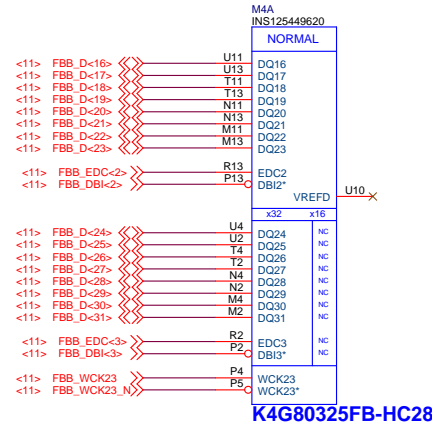 M4A
INS125449620
NORMAL
<11> FBB_D<16> U11 DQ16
<11> FBB_D<17> U13 DQ17
<11> FBB_D<18> T11 DQ18
<11> FBB_D<19> T13 DQ19
<11> FBB_D<20> N11 DQ20
<11> FBB_D<21> N13 DQ21
<11> FBB_D<22> M11 DQ22
<11> FBB_D<23> M13 DQ23
<11> FBB_EDC<2> R13 EDC2
<11> FBB_DBI<2> P13 DBI2*
VREFD U10
x32 x16
<11> FBB_D<24> U4 DQ24 NC
<11> FBB_D<25> U2 DQ25 NC
<11> FBB_D<26> T4 DQ26 NC
<11> FBB_D<27> T2 DQ27 NC
<11> FBB_D<28> N4 DQ28 NC
<11> FBB_D<29> N2 DQ29 NC
<11> FBB_D<30> M4 DQ30 NC
<11> FBB_D<31> M2 DQ31 NC
<11> FBB_EDC<3> R2 EDC3 NC
<11> FBB_DBI<3> P2 DBI3* NC
<11> FBB_WCK23 P4 WCK23
<11> FBB_WCK23_N P5 WCK23*
K4G80325FB-HC28